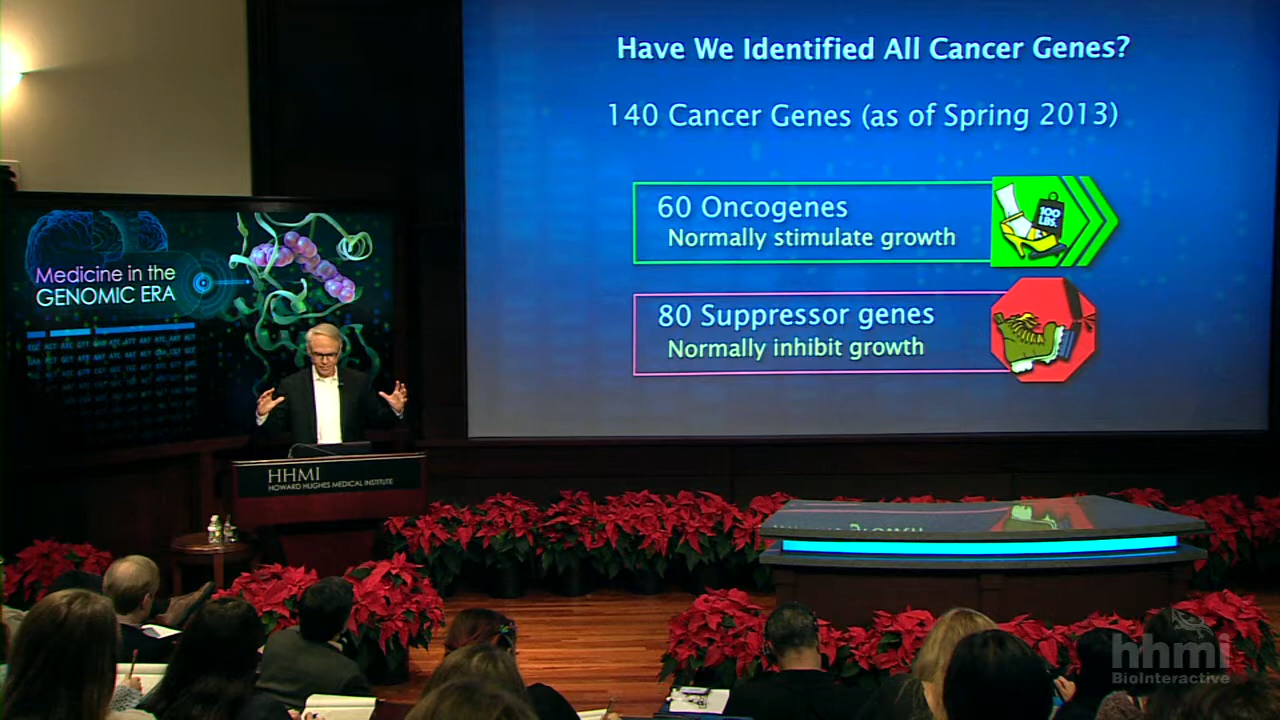 Have We Identified All Cancer Genes?
140 Cancer Genes (as of Spring 2013)
60 Oncogenes
Normally stimulate growth
100
LBS.
80 Suppressor genes
Normally inhibit growth
Medicine in the
GENOMIC ERA
HHMI
HOWARD HUGHES MEDICAL INSTITUTE
hhmi
BioInteractive